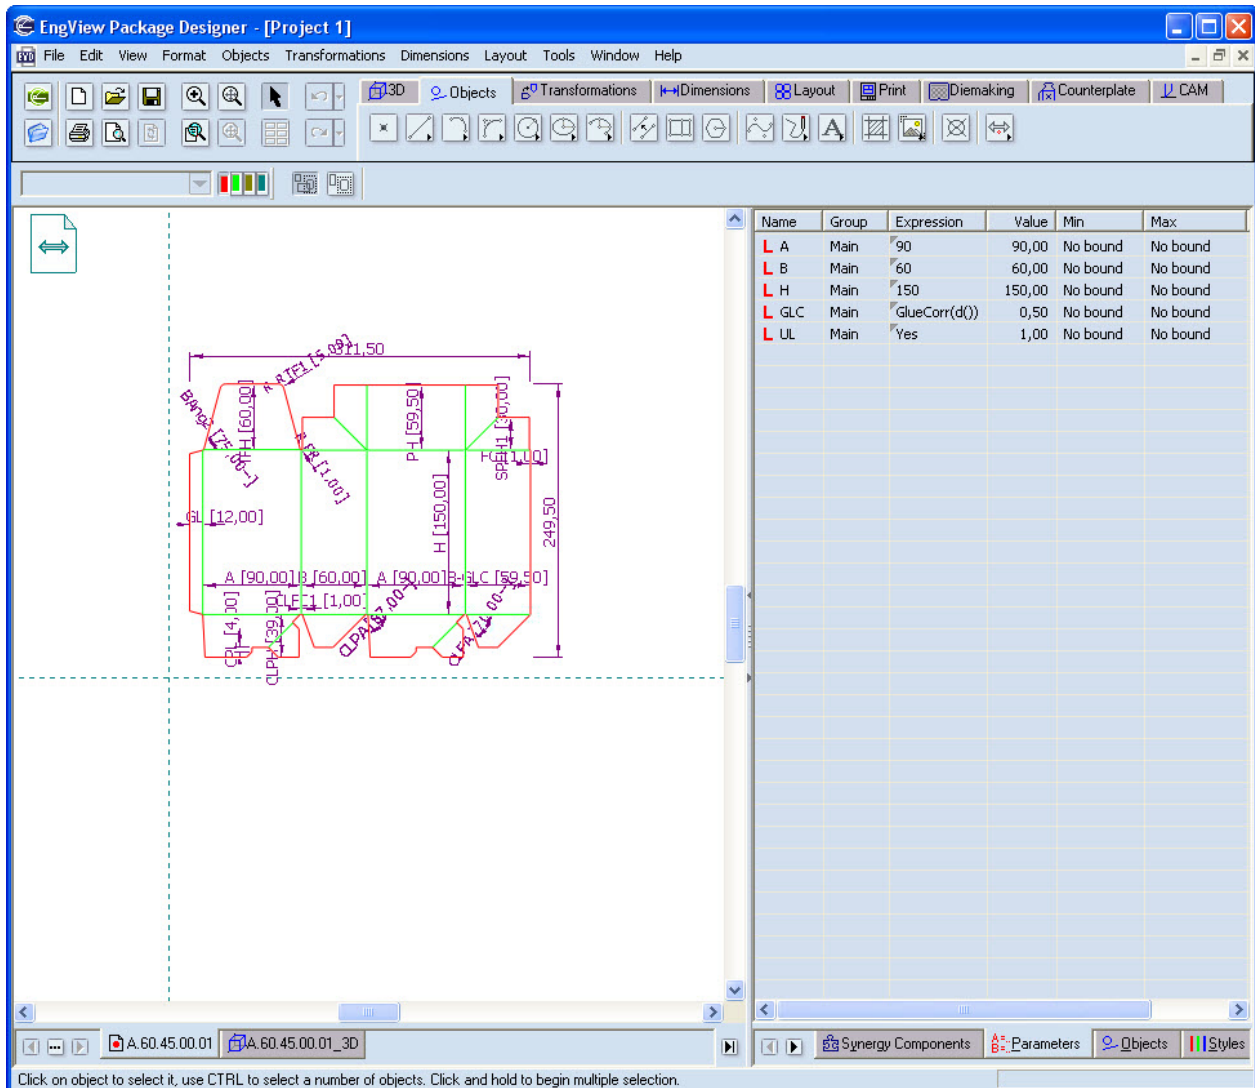 EngView Package Designer - [Project 1]
File Edit View Format Objects Transformations Dimensions Layout Tools Window Help
3D Objects Transformations Dimensions Layout Print Diemaking Counterplate CAM
Name Group Expression Value Min Max
L A Main 90 90,00 No bound No bound
L B Main 60 60,00 No bound No bound
L H Main 150 150,00 No bound No bound
L GLC Main GlueCorr(d()) 0,50 No bound No bound
L UL Main Yes 1,00 No bound No bound
311,50
[60,00]
PH [59,50]
[30,00]
[1,00]
GL [12,00]
H [150,00]
249,50
A [90,00] B [60,00] A [90,00] B-GLC [59,50]
[1,00]
A.60.45.00.01 A.60.45.00.01_3D
Synergy Components Parameters Objects Styles
Click on object to select it, use CTRL to select a number of objects. Click and hold to begin multiple selection.